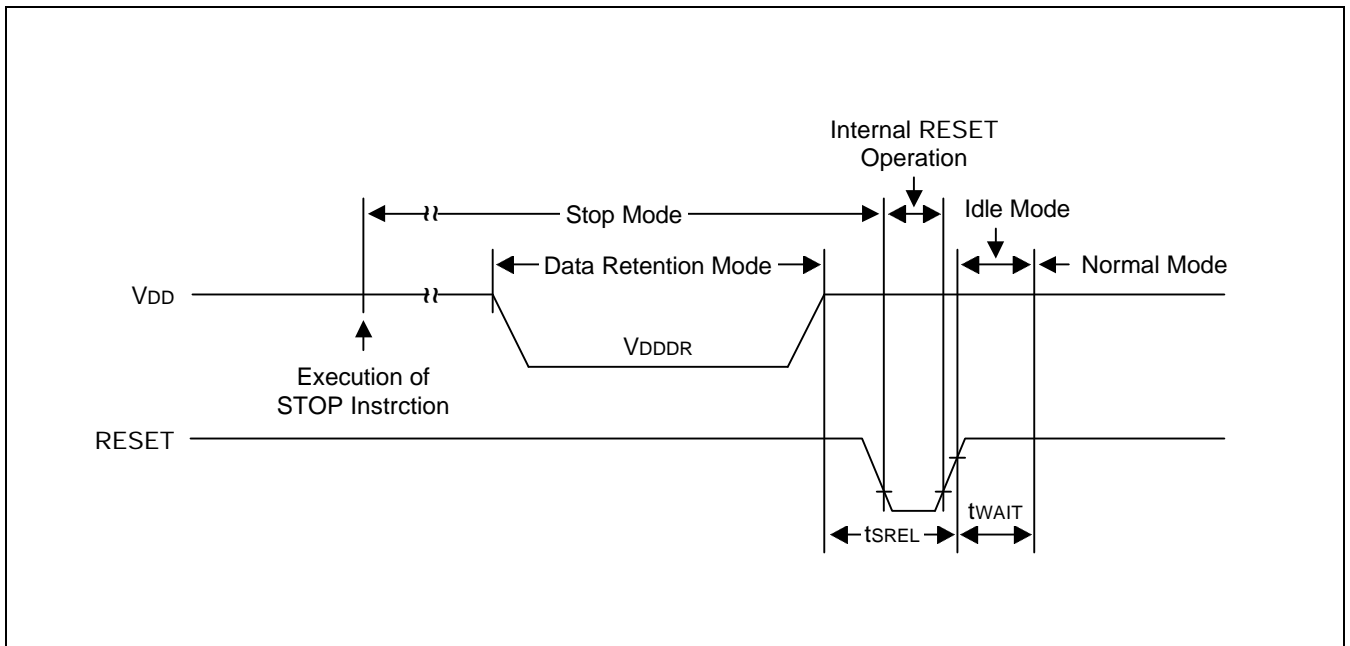 Internal RESET
Operation
Stop Mode
Idle Mode
Data Retention Mode
Normal Mode
VDD
VDDDR
Execution of
STOP Instrction
RESET
tSREL
tWAIT